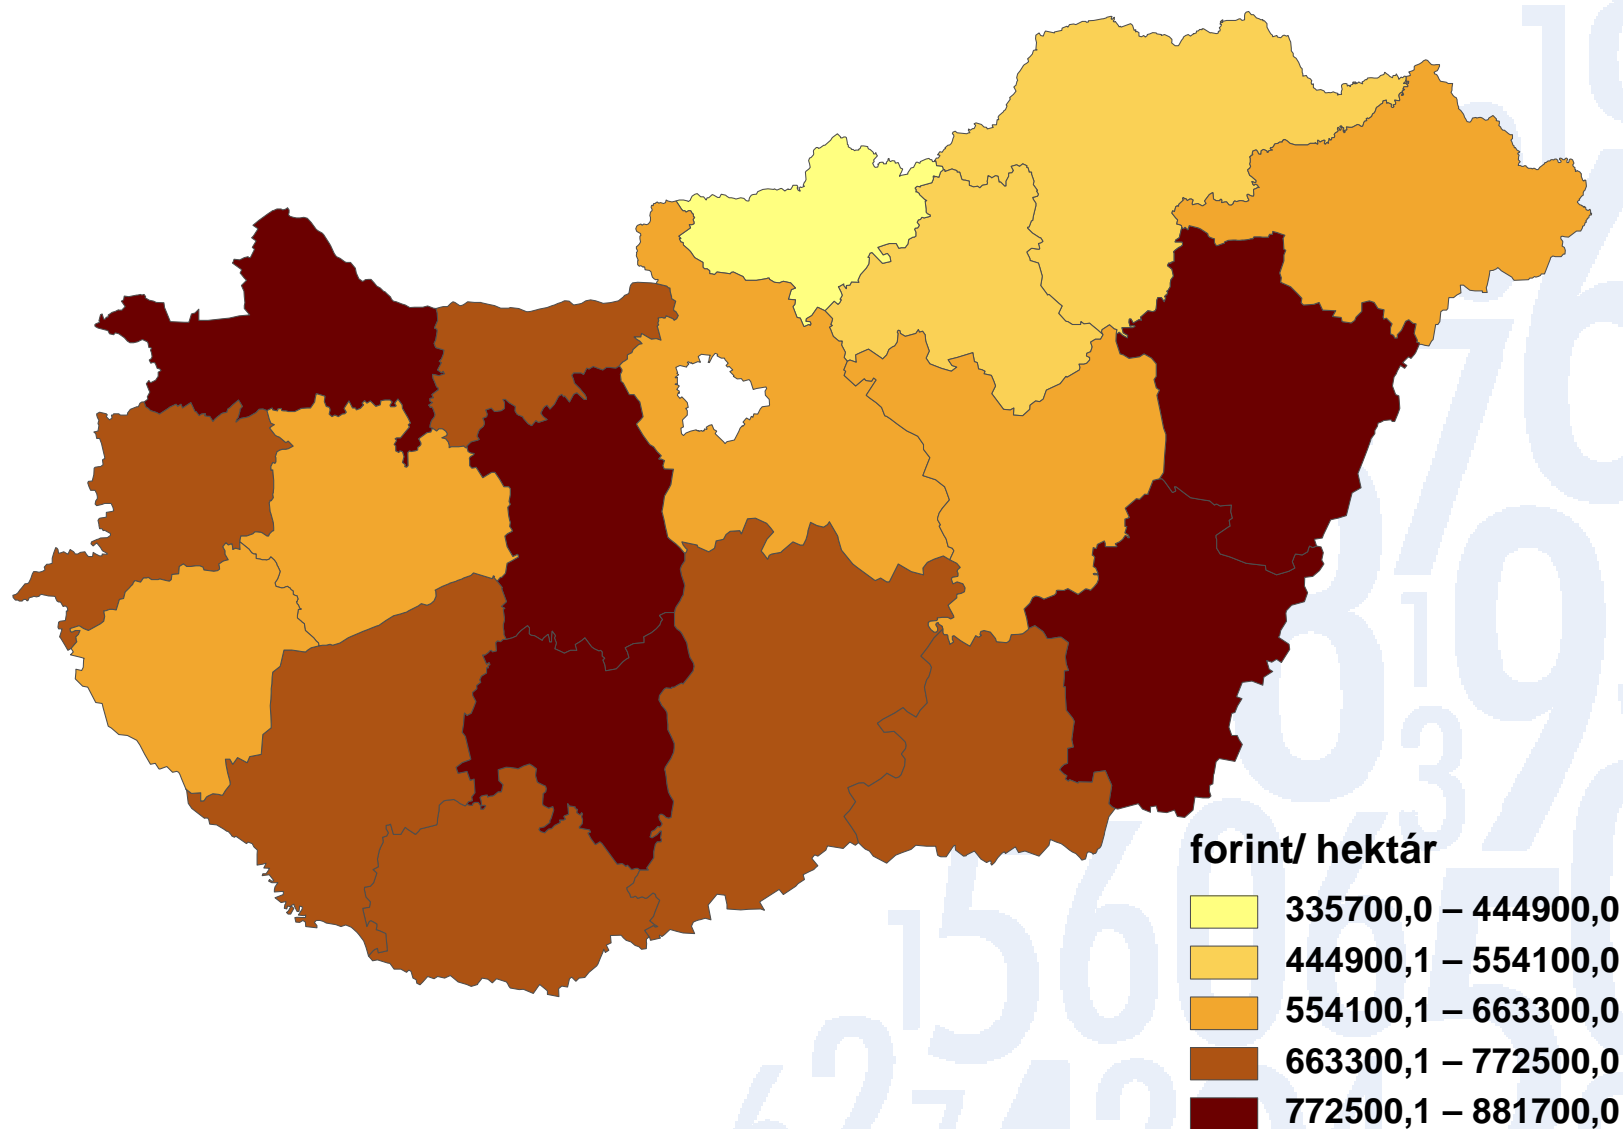 forint/ hektár
335700,0 – 444900,0
444900,1 – 554100,0
554100,1 – 663300,0
663300,1 – 772500,0
772500,1 – 881700,0